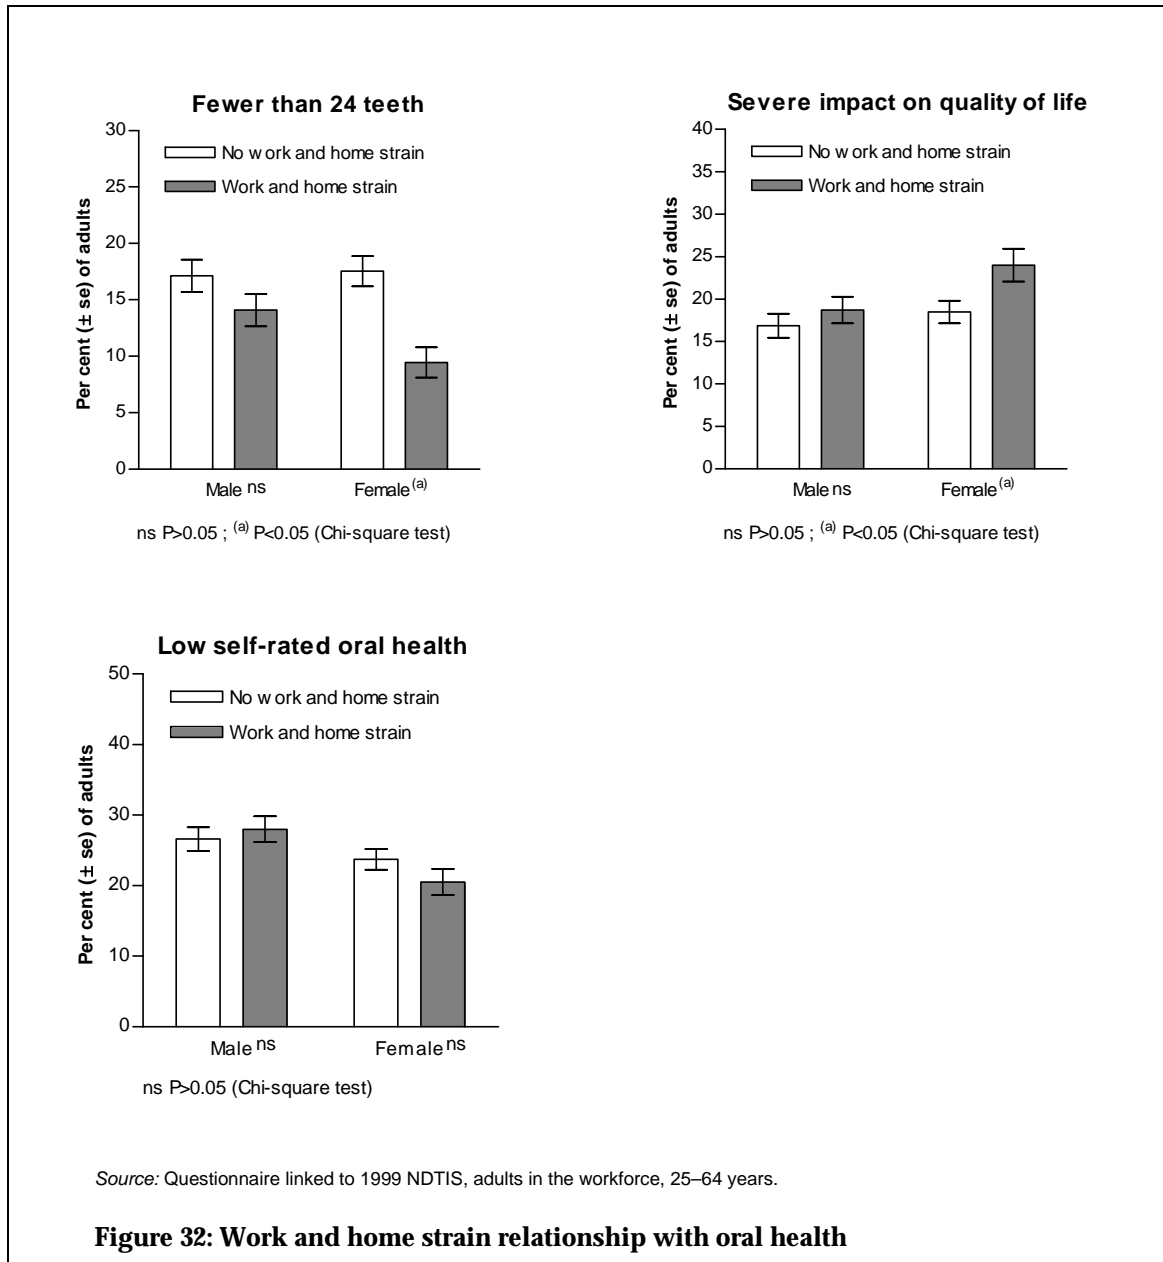 Fewer than 24 teeth
30
25
20
15
10
5
0
Per cent (± se) of adults
No work and home strain
Work and home strain
Male ns
Female (a)
ns P>0.05 ; (a) P<0.05 (Chi-square test)
Severe impact on quality of life
40
35
30
25
20
15
10
5
0
Per cent (± se) of adults
No work and home strain
Work and home strain
Male ns
Female (a)
ns P>0.05 ; (a) P<0.05 (Chi-square test)
Low self-rated oral health
50
40
30
20
10
0
Per cent (± se) of adults
No work and home strain
Work and home strain
Male ns
Female ns
ns P>0.05 (Chi-square test)
Source: Questionnaire linked to 1999 NDTIS, adults in the workforce, 25–64 years.
Figure 32: Work and home strain relationship with oral health